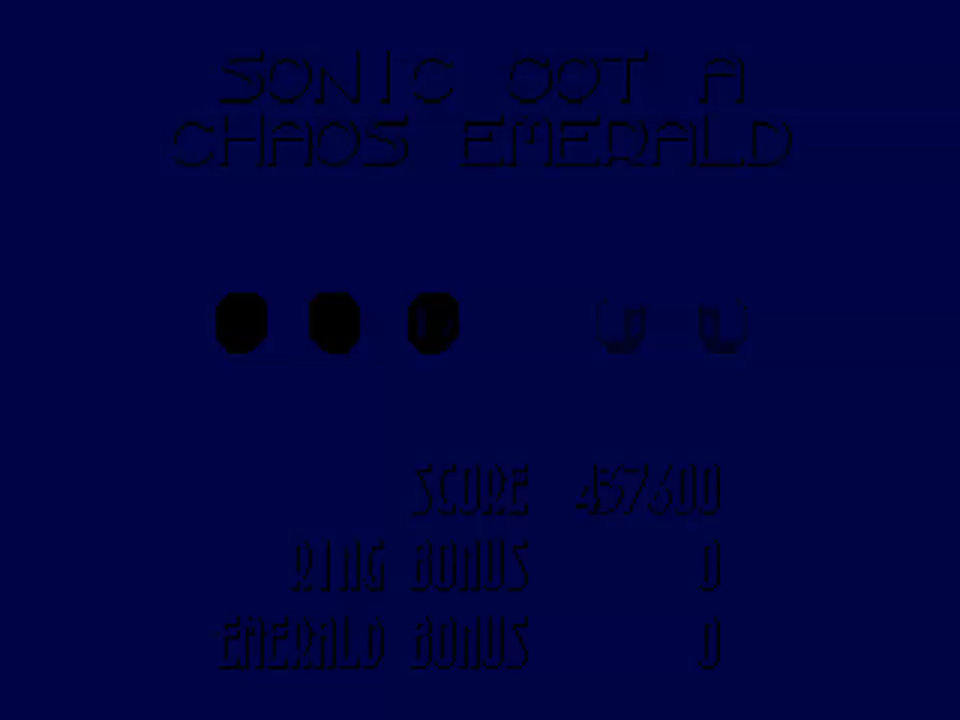 SONIC GOT A
CHAOS EMERALD
SCORE 457600
RING BONUS 0
EMERALD BONUS 0